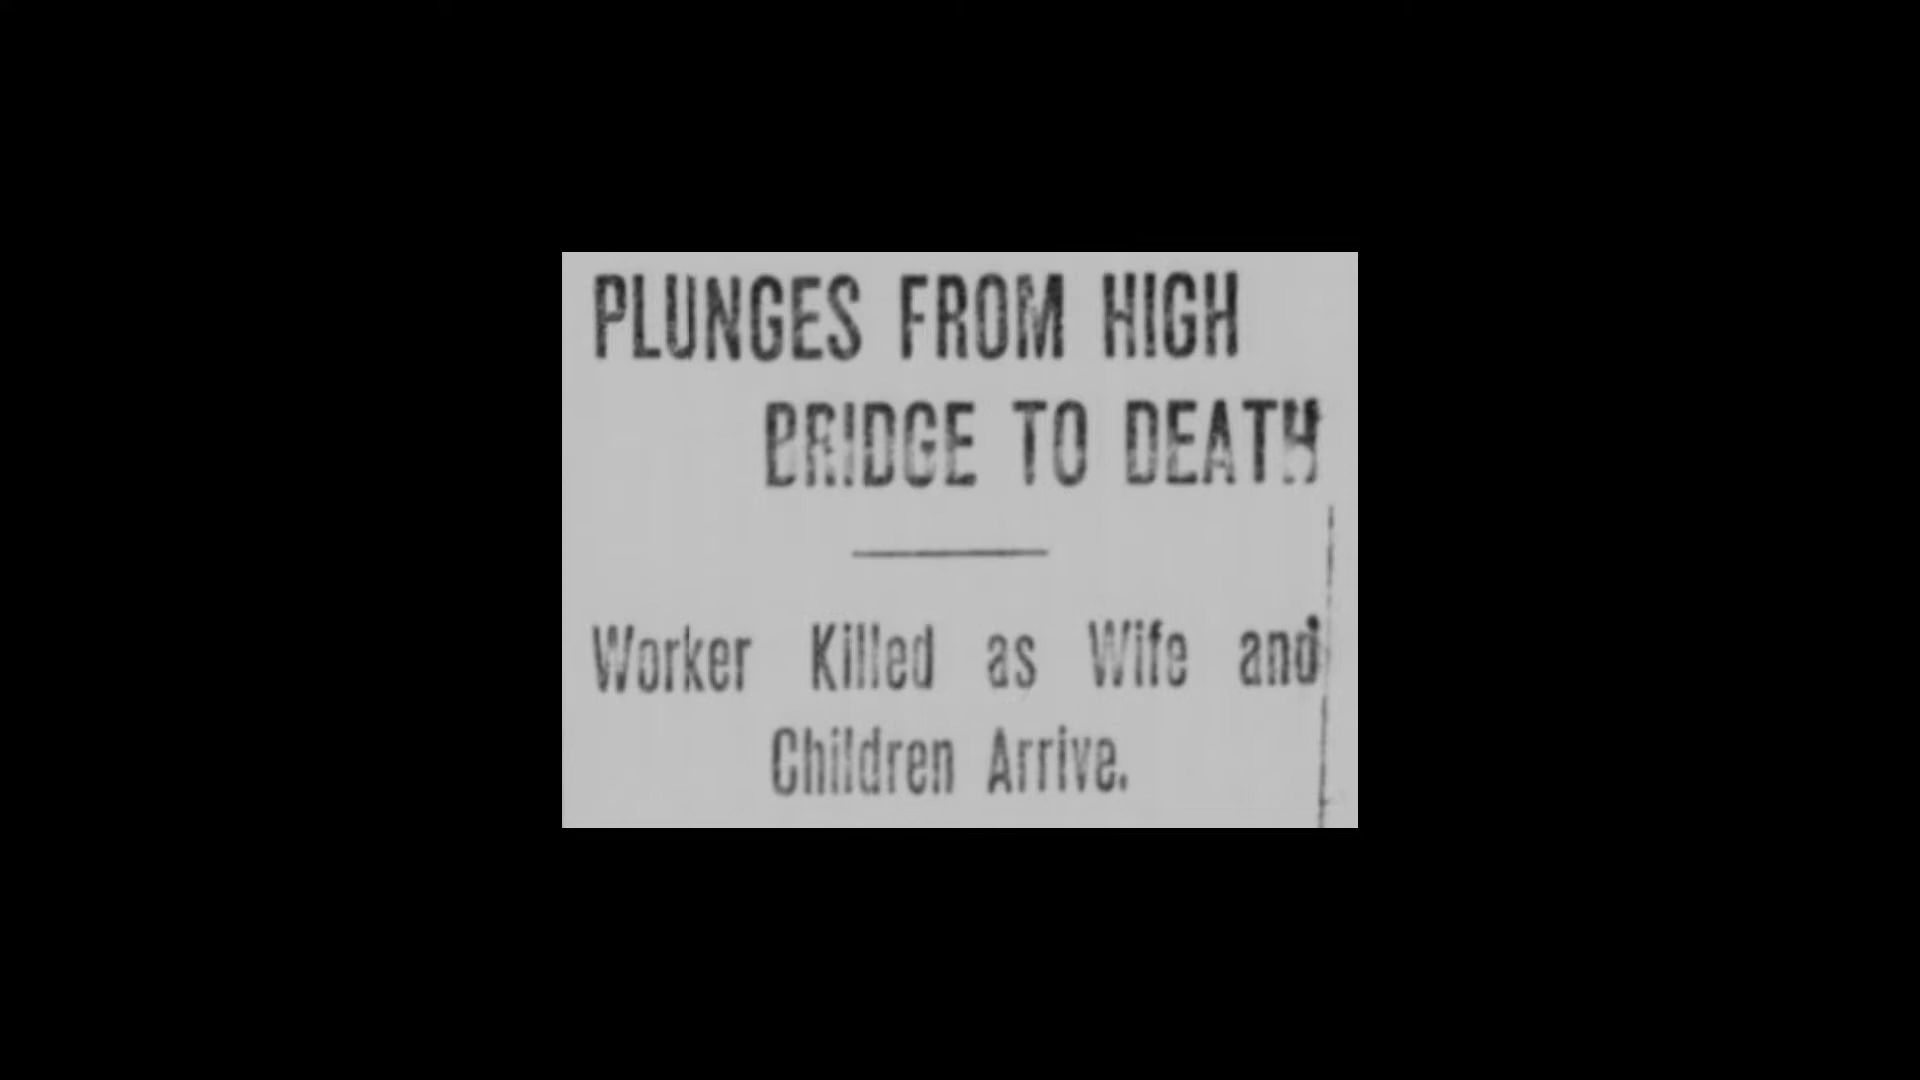 PLUNGES FROM HIGH
BRIDGE TO DEATH
Worker Killed as Wife and
Children Arrive.